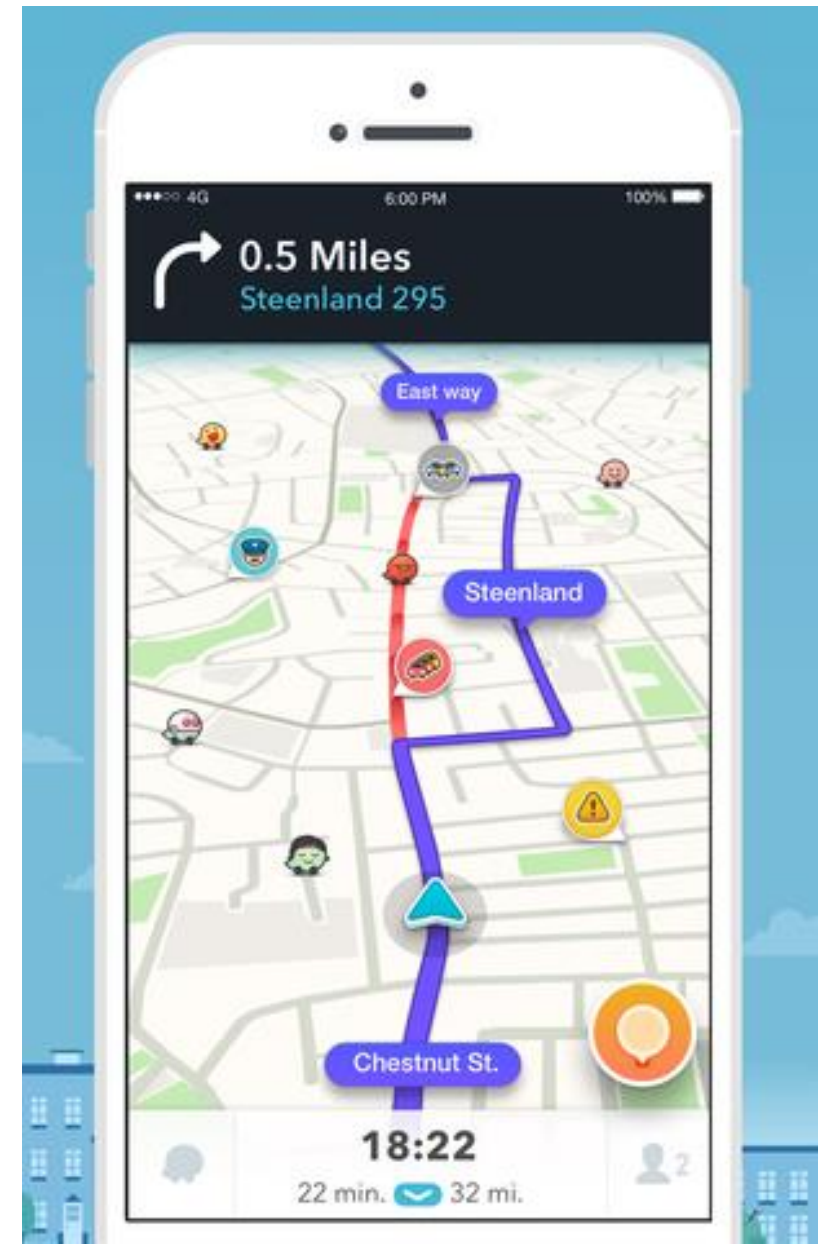 4G 6:00 PM 100%
0.5 Miles
Steenland 295
East way
Steenland
Chestnut St.
18:22
2
22 min. 32 mi.